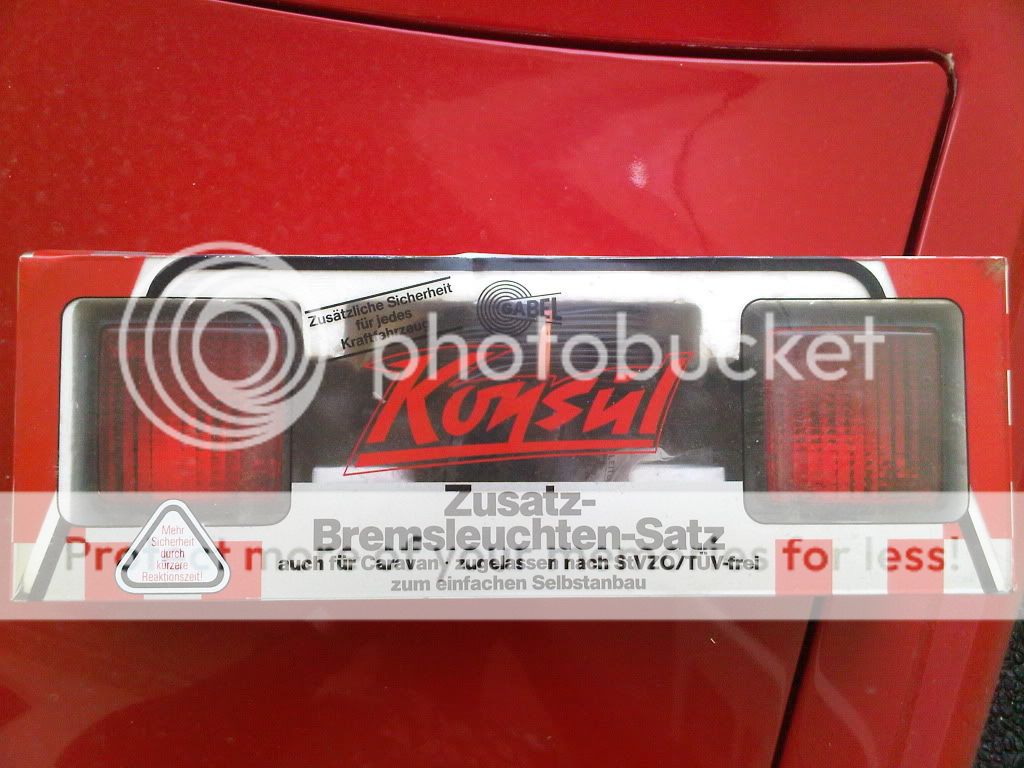 Zusätzliche Sicherheit
für jedes
Kraftfahrzeug
GABEL
photobucket
Konsul
Zusatz-
Bremsleuchten-Satz
auch für Caravan · zugelassen nach StVZO/TÜV-frei
zum einfachen Selbstanbau
Mehr
Sicherheit
durch
kürzere
Reaktionszeit!
Protect more of your memories for less!